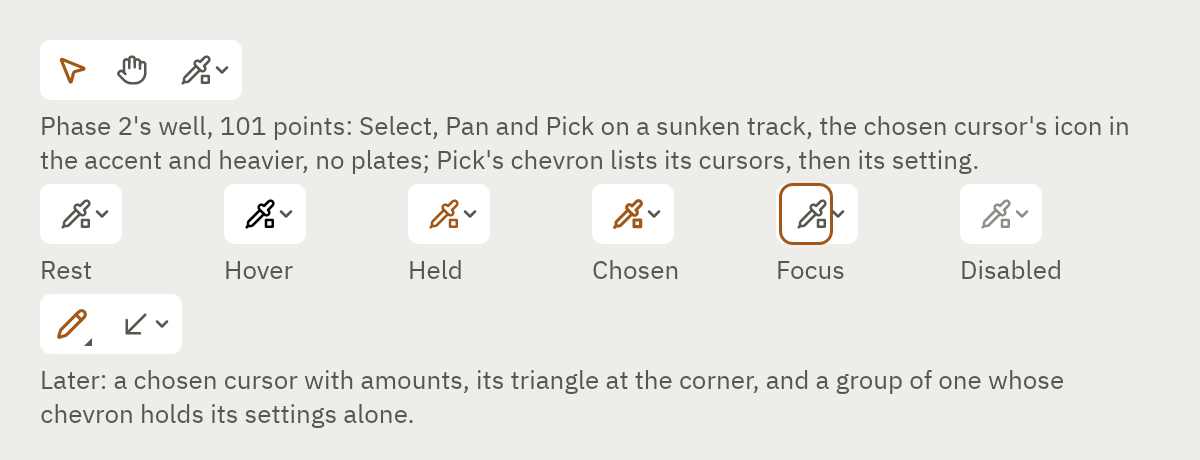 Phase 2's well, 101 points: Select, Pan and Pick on a sunken track, the chosen cursor's icon in
the accent and heavier, no plates; Pick's chevron lists its cursors, then its setting.
Rest Hover Held Chosen Focus Disabled
Later: a chosen cursor with amounts, its triangle at the corner, and a group of one whose
chevron holds its settings alone.